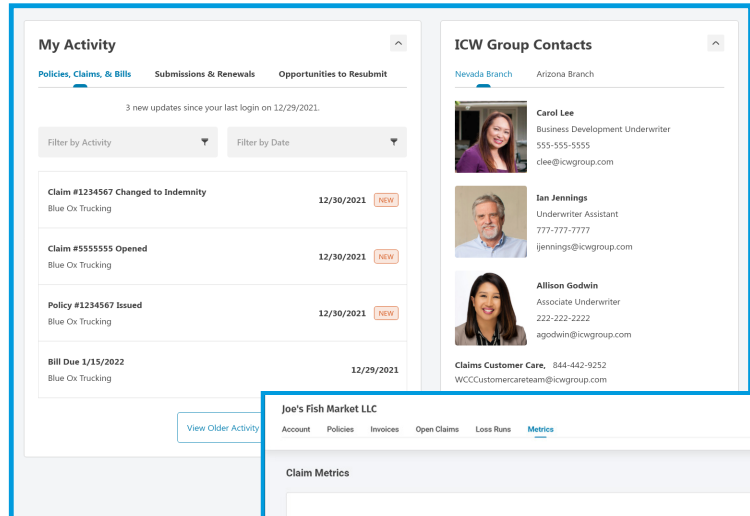 My Activity
Policies, Claims, & Bills
Submissions & Renewals
Opportunities to Resubmit
3 new updates since your last login on 12/29/2021.
Filter by Activity
Filter by Date
Claim #1234567 Changed to Indemnity
Blue Ox Trucking
12/30/2021 NEW
Claim #5555555 Opened
Blue Ox Trucking
12/30/2021 NEW
Policy #1234567 Issued
Blue Ox Trucking
12/30/2021 NEW
Bill Due 1/15/2022
Blue Ox Trucking
12/29/2021
View Older Activity
ICW Group Contacts
Nevada Branch
Arizona Branch
Carol Lee
Business Development Underwriter
555-555-5555
clee@icwgroup.com
Ian Jennings
Underwriter Assistant
777-777-7777
ijennings@icwgroup.com
Allison Godwin
Associate Underwriter
222-222-2222
agodwin@icwgroup.com
Claims Customer Care, 844-442-9252
WCCCustomercareteam@icwgroup.com
Joe's Fish Market LLC
Account
Policies
Invoices
Open Claims
Loss Runs
Metrics
Claim Metrics